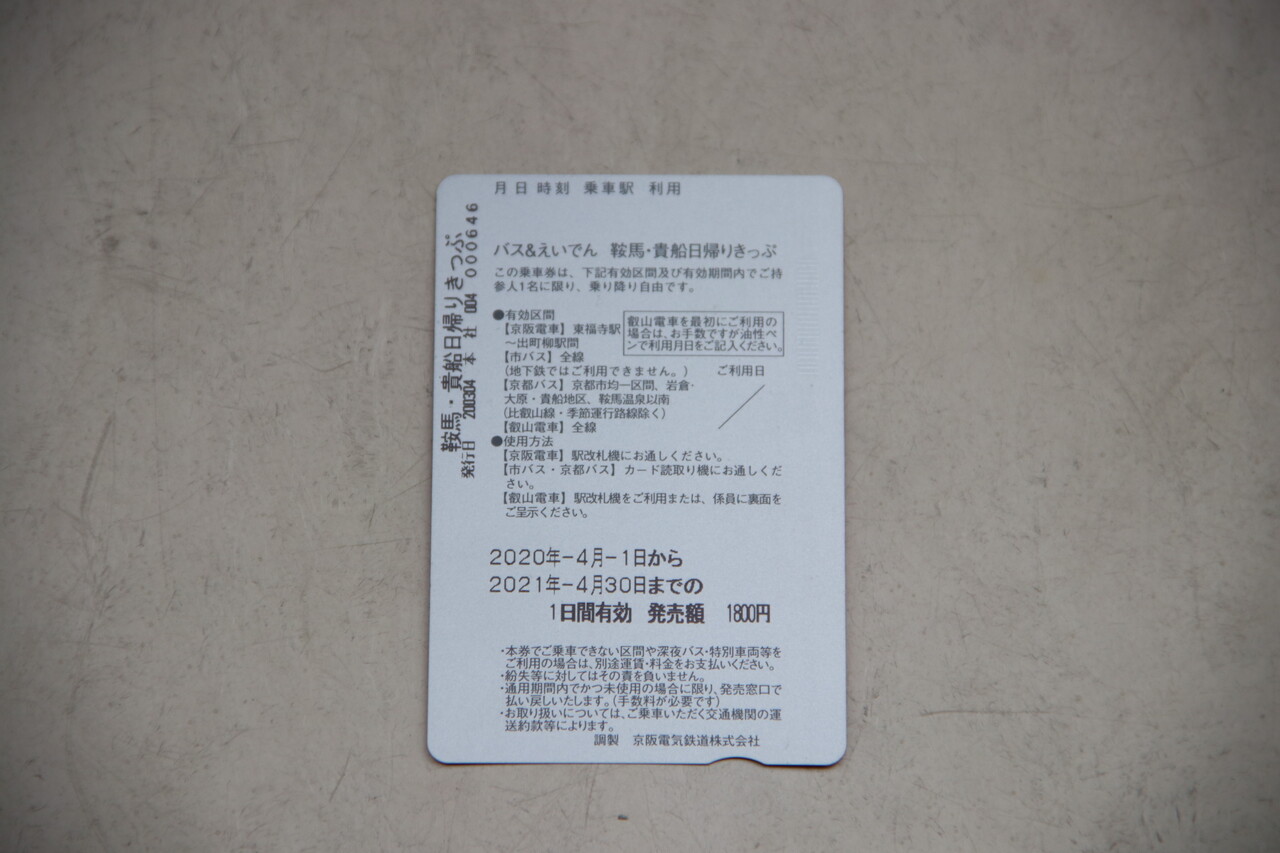 月日 時刻 乗車駅 利用
鞍馬・貴船日帰りきっぷ
発行日 200304 本 社 004 000646
バス&えいでん 鞍馬・貴船日帰りきっぷ
この乗車券は、下記有効区間及び有効期間内でご持
参人1名に限り、乗り降り自由です。
●有効区間
【京阪電車】東福寺駅
～出町柳駅間
叡山電車を最初にご利用の
場合は、お手数ですが油性ペ
ンで利用月日をご記入ください。
【市バス】全線
(地下鉄ではご利用できません。)
ご利用日
／
【京都バス】京都市均一区間、岩倉・
大原・貴船地区、鞍馬温泉以南
(比叡山線・季節運行路線除く)
【叡山電車】全線
●使用方法
【京阪電車】駅改札機にお通しください。
【市バス・京都バス】カード読取り機にお通しくだ
さい。
【叡山電車】駅改札機をご利用または、係員に裏面を
ご呈示ください。
2020年-4月-1日から
2021年-4月30日までの
1日間有効 発売額 1800円
・本券でご乗車できない区間や深夜バス・特別車両等を
ご利用の場合は、別途運賃・料金をお支払いください。
・紛失等に対してはその責を負いません。
・通用期間内でかつ未使用の場合に限り、発売窓口で
払い戻しいたします。(手数料が必要です)
・お取り扱いについては、ご乗車いただく交通機関の運
送約款等によります。
調製 京阪電気鉄道株式会社